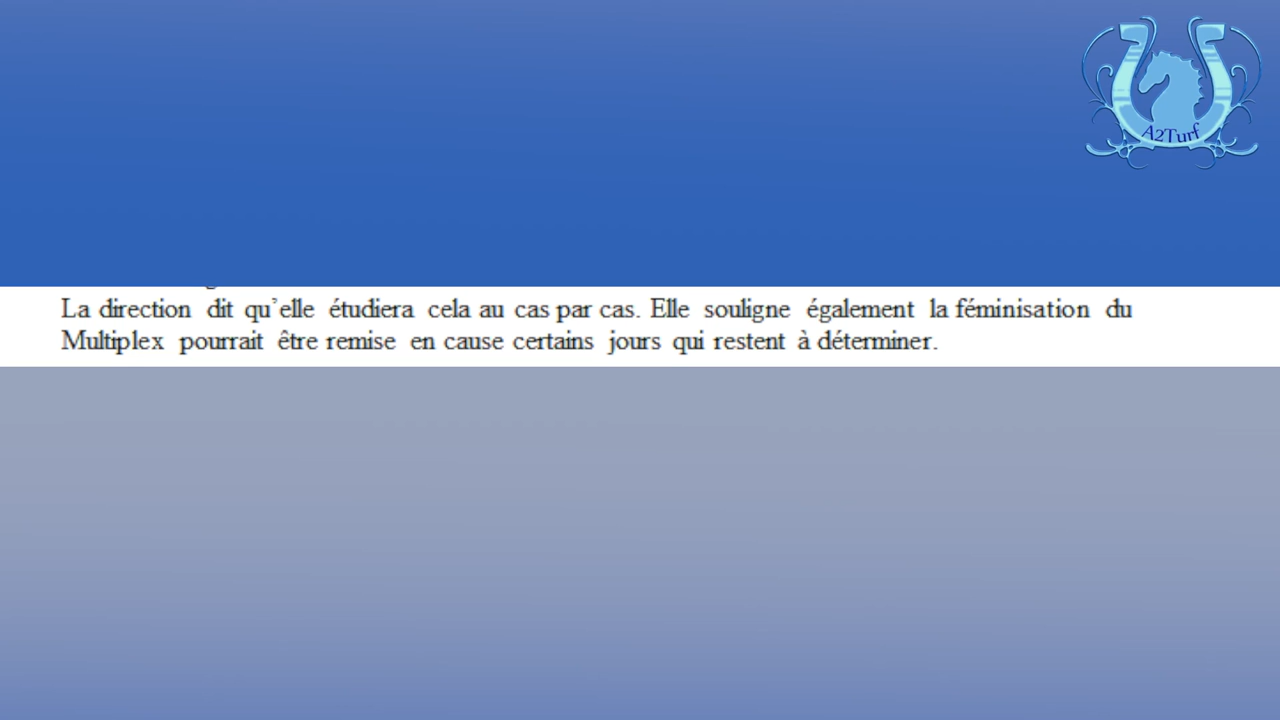 A2Turf
La direction dit qu’elle étudiera cela au cas par cas. Elle souligne également la féminisation du
Multiplex pourrait être remise en cause certains jours qui restent à déterminer.